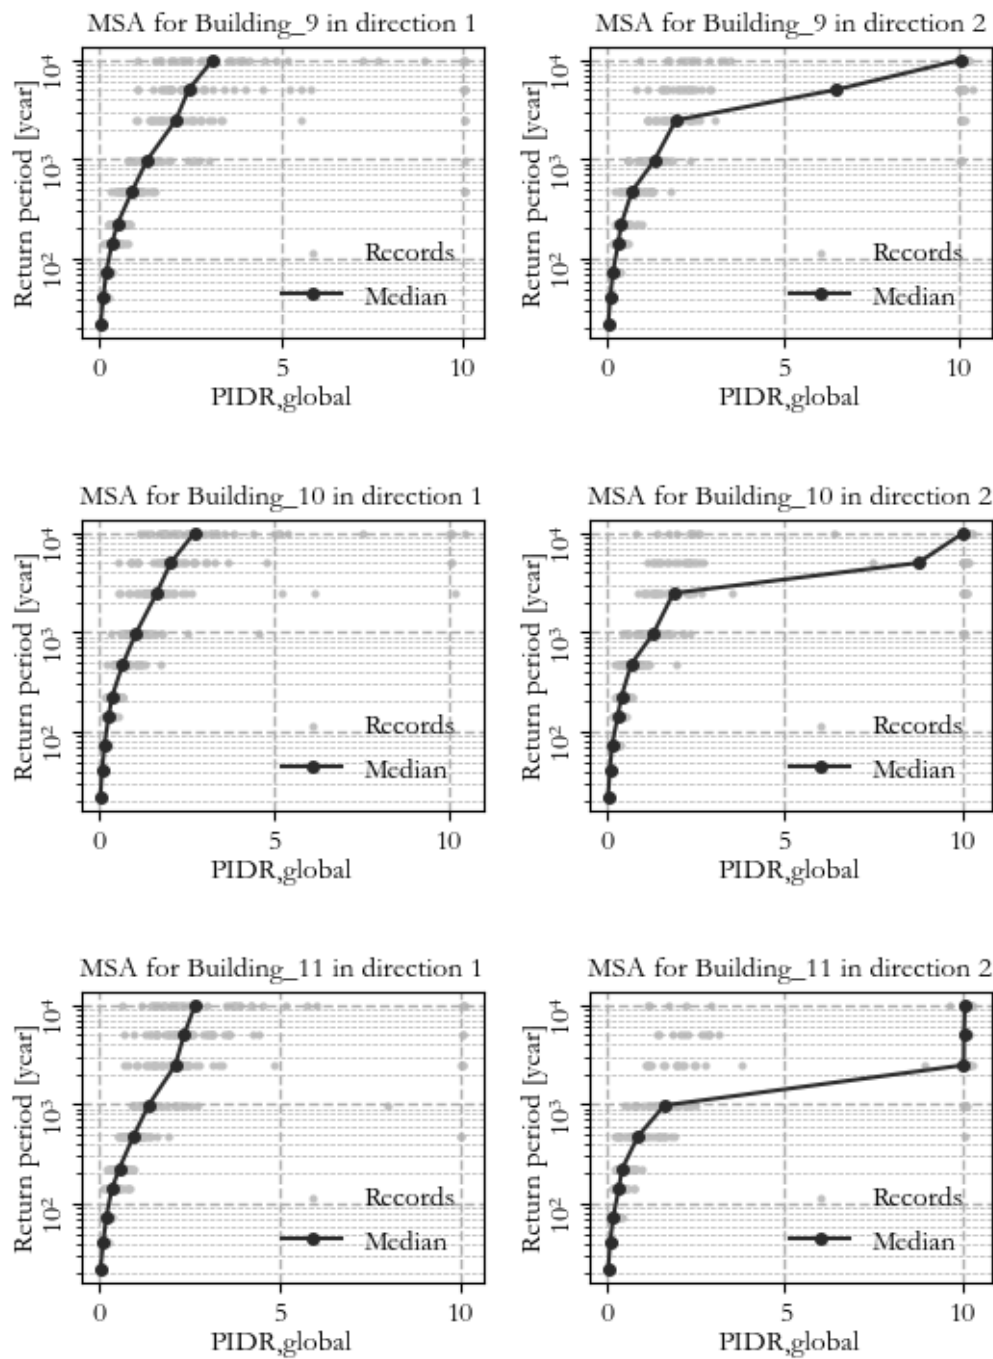 MSA for Building_9 in direction 1
Return period [year]
10⁴
10³
10²
Records
Median
0 5 10
PIDR,global
MSA for Building_9 in direction 2
Return period [year]
10⁴
10³
10²
Records
Median
0 5 10
PIDR,global
MSA for Building_10 in direction 1
Return period [year]
10⁴
10³
10²
Records
Median
0 5 10
PIDR,global
MSA for Building_10 in direction 2
Return period [year]
10⁴
10³
10²
Records
Median
0 5 10
PIDR,global
MSA for Building_11 in direction 1
Return period [year]
10⁴
10³
10²
Records
Median
0 5 10
PIDR,global
MSA for Building_11 in direction 2
Return period [year]
10⁴
10³
10²
Records
Median
0 5 10
PIDR,global